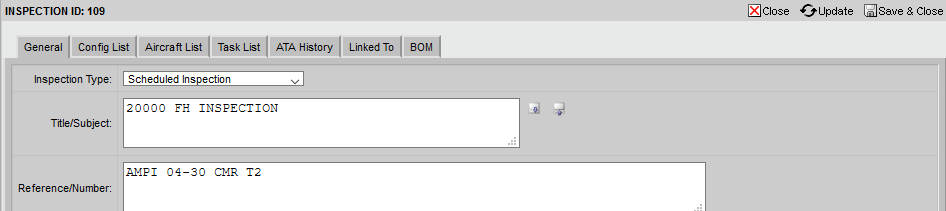 INSPECTION ID: 109 Close Update Save & Close
General Config List Aircraft List Task List ATA History Linked To BOM
Inspection Type: Scheduled Inspection
Title/Subject: 20000 FH INSPECTION
Reference/Number: AMPI 04-30 CMR T2